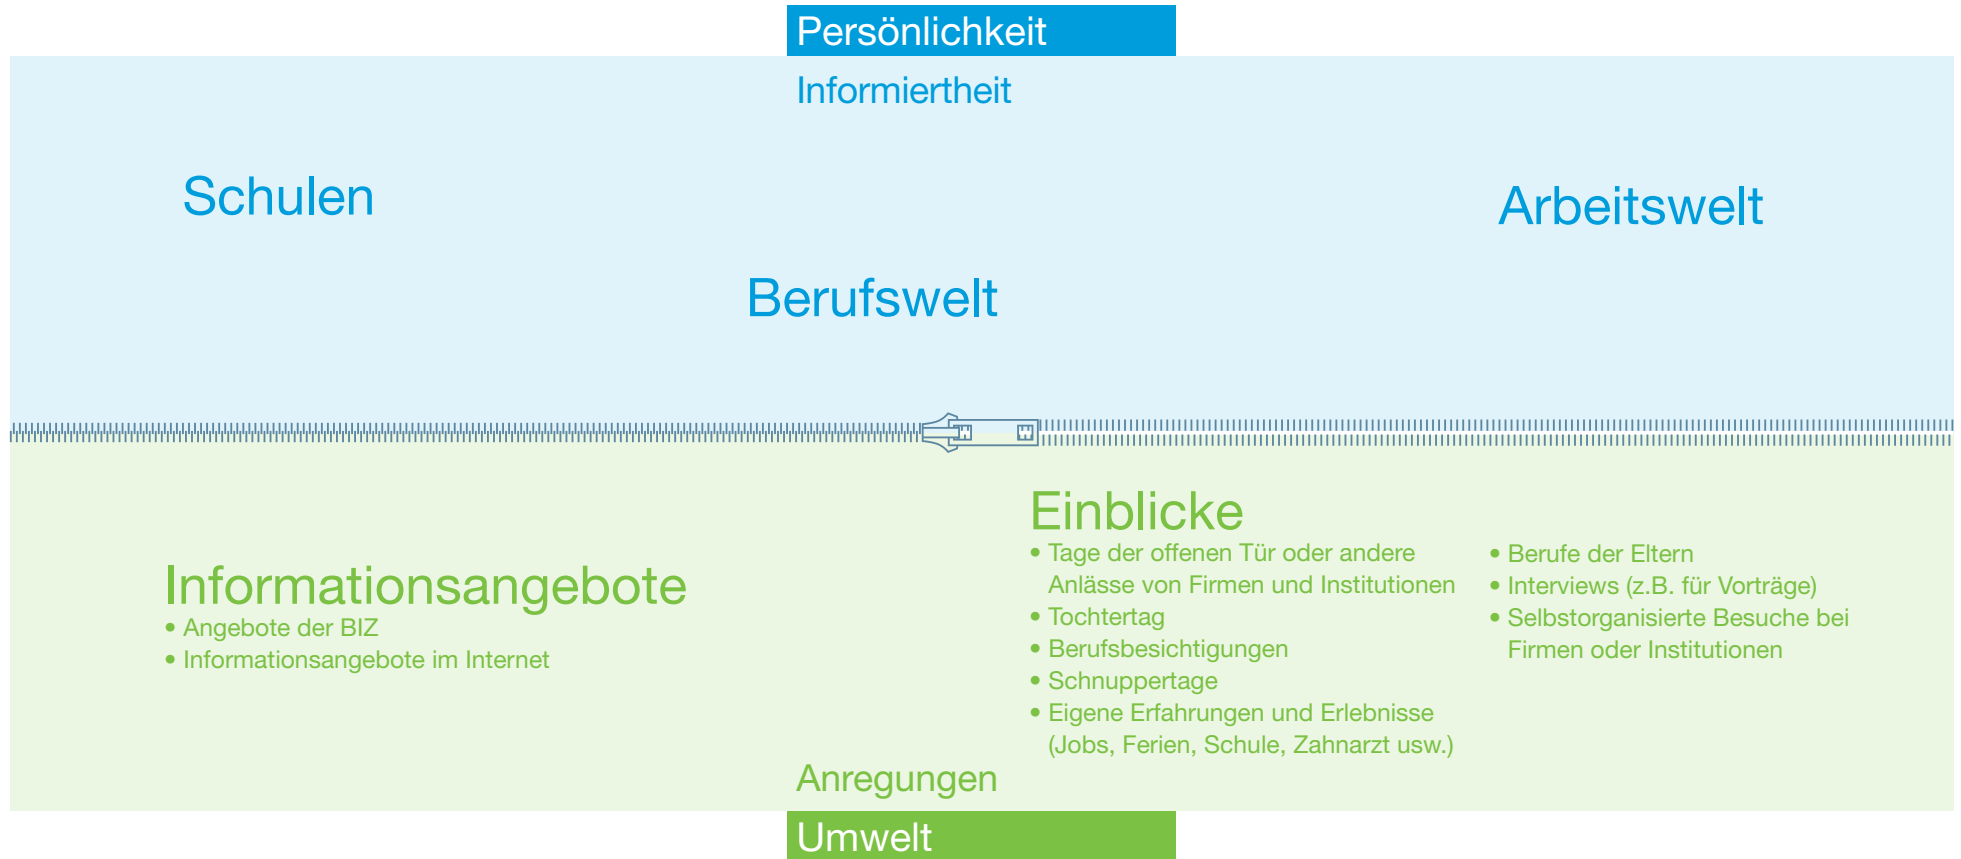 Persönlichkeit
Informiertheit
Schulen
Arbeitswelt
Berufswelt
Informationsangebote
• Angebote der BIZ
• Informationsangebote im Internet
Einblicke
• Tage der offenen Tür oder andere
Anlässe von Firmen und Institutionen
• Tochtertag
• Berufsbesichtigungen
• Schnuppertage
• Eigene Erfahrungen und Erlebnisse
(Jobs, Ferien, Schule, Zahnarzt usw.)
• Berufe der Eltern
• Interviews (z.B. für Vorträge)
• Selbstorganisierte Besuche bei
Firmen oder Institutionen
Anregungen
Umwelt